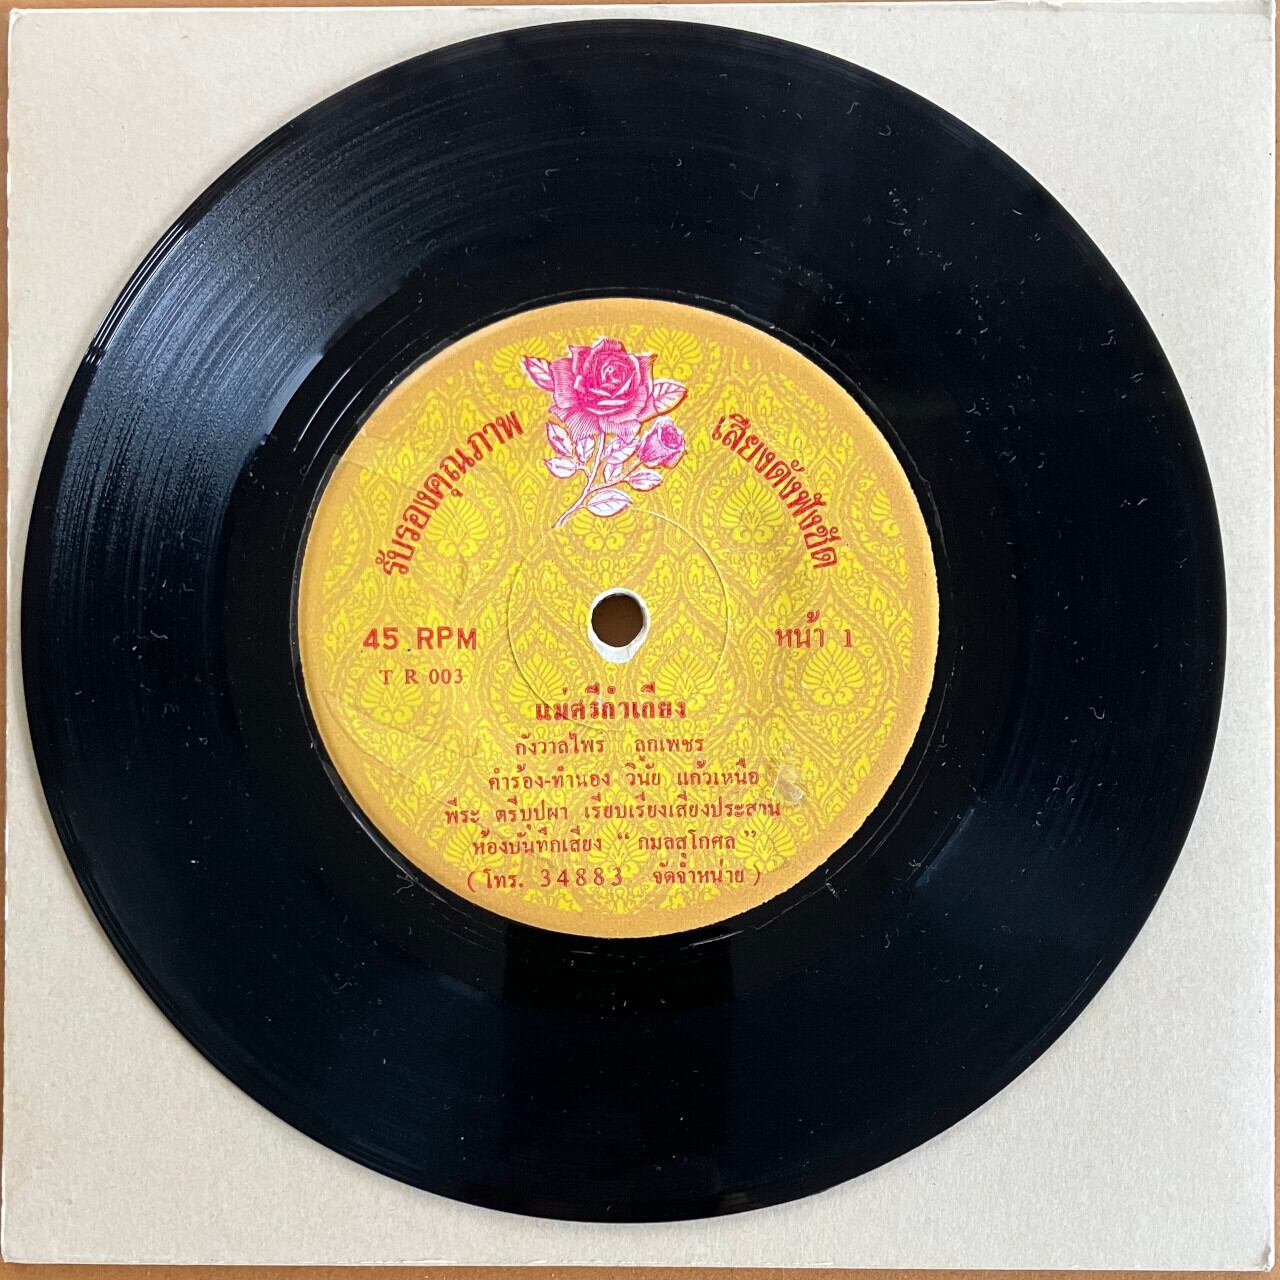 รับรองคุณภาพ
เสียงดังฟังชัด
45 RPM
T R 003
หน้า 1
แม่ศรีกำเกียง
กังวาลไพร ลูกเพชร
คำร้อง-ทำนอง วินัย แก้วเหนือ
พีระ ตรีบุปผา เรียบเรียงเสียงประสาน
ห้องบันทึกเสียง “ กมลสุโกศล ”
( โทร. 34883 จัดจำหน่าย )